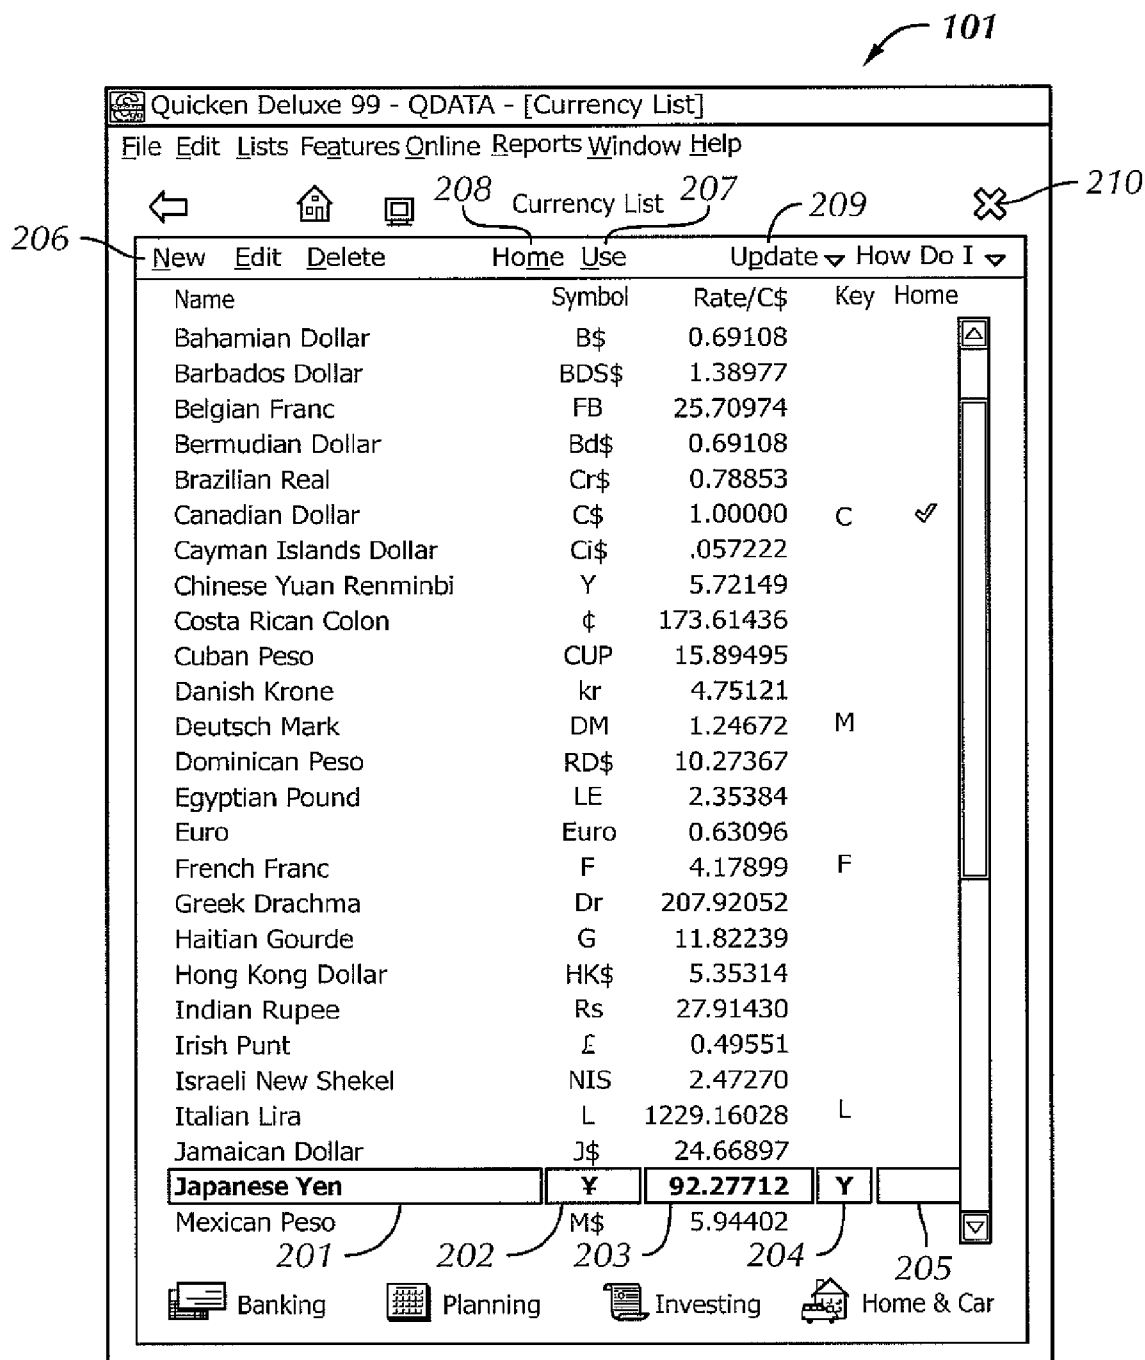 101
Quicken Deluxe 99 - QDATA - [Currency List]
File Edit Lists Features Online Reports Window Help
208 Currency List 207 209 210
206
New Edit Delete Home Use Update How Do I
Name Symbol Rate/C$ Key Home
Bahamian Dollar B$ 0.69108
Barbados Dollar BDS$ 1.38977
Belgian Franc FB 25.70974
Bermudian Dollar Bd$ 0.69108
Brazilian Real Cr$ 0.78853
Canadian Dollar C$ 1.00000 C
Cayman Islands Dollar Ci$ .057222
Chinese Yuan Renminbi Y 5.72149
Costa Rican Colon ¢ 173.61436
Cuban Peso CUP 15.89495
Danish Krone kr 4.75121
Deutsch Mark DM 1.24672 M
Dominican Peso RD$ 10.27367
Egyptian Pound LE 2.35384
Euro Euro 0.63096
French Franc F 4.17899 F
Greek Drachma Dr 207.92052
Haitian Gourde G 11.82239
Hong Kong Dollar HK$ 5.35314
Indian Rupee Rs 27.91430
Irish Punt £ 0.49551
Israeli New Shekel NIS 2.47270
Italian Lira L 1229.16028 L
Jamaican Dollar J$ 24.66897
Japanese Yen ¥ 92.27712 Y
Mexican Peso M$ 5.94402
201 202 203 204 205
Banking Planning Investing Home & Car